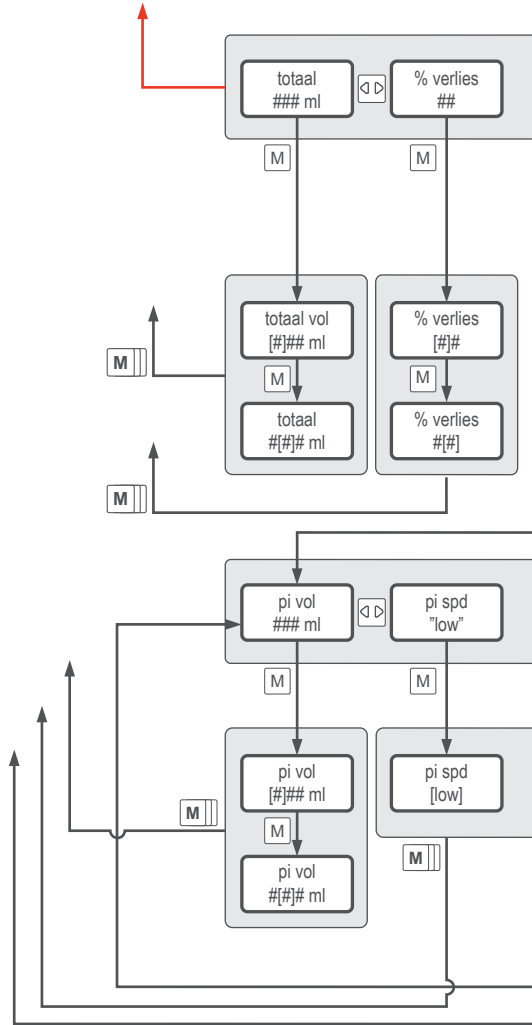 totaal
### ml
% verlies
##
M
M
totaal vol
[#]## ml
% verlies
[#]#
M
M
M
totaal
#[#]# ml
% verlies
#[#]
M
pi vol
### ml
pi spd
"low"
M
M
pi vol
[#]## ml
pi spd
[low]
M
M
M
pi vol
#[#]# ml